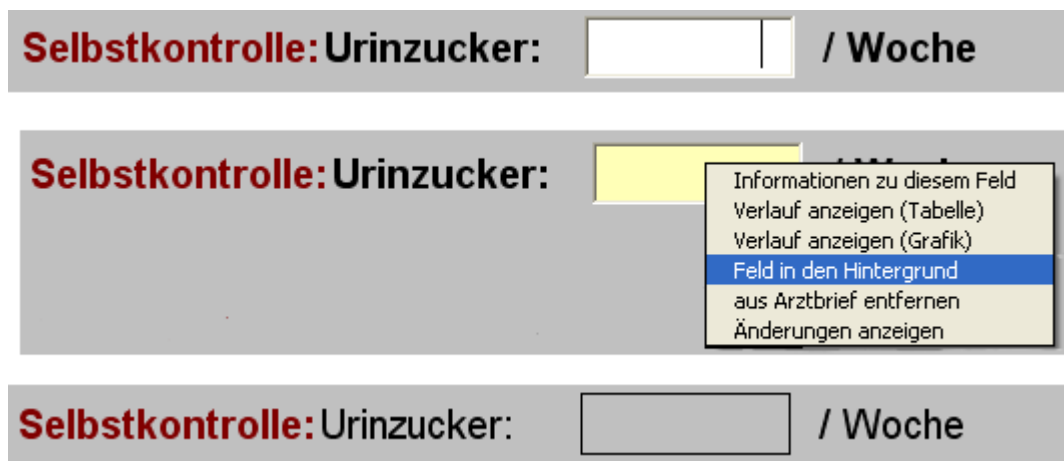 Selbstkontrolle: Urinzucker: / Woche
Selbstkontrolle: Urinzucker:
Informationen zu diesem Feld
Verlauf anzeigen (Tabelle)
Verlauf anzeigen (Grafik)
Feld in den Hintergrund
aus Arztbrief entfernen
Änderungen anzeigen
Selbstkontrolle: Urinzucker: / Woche